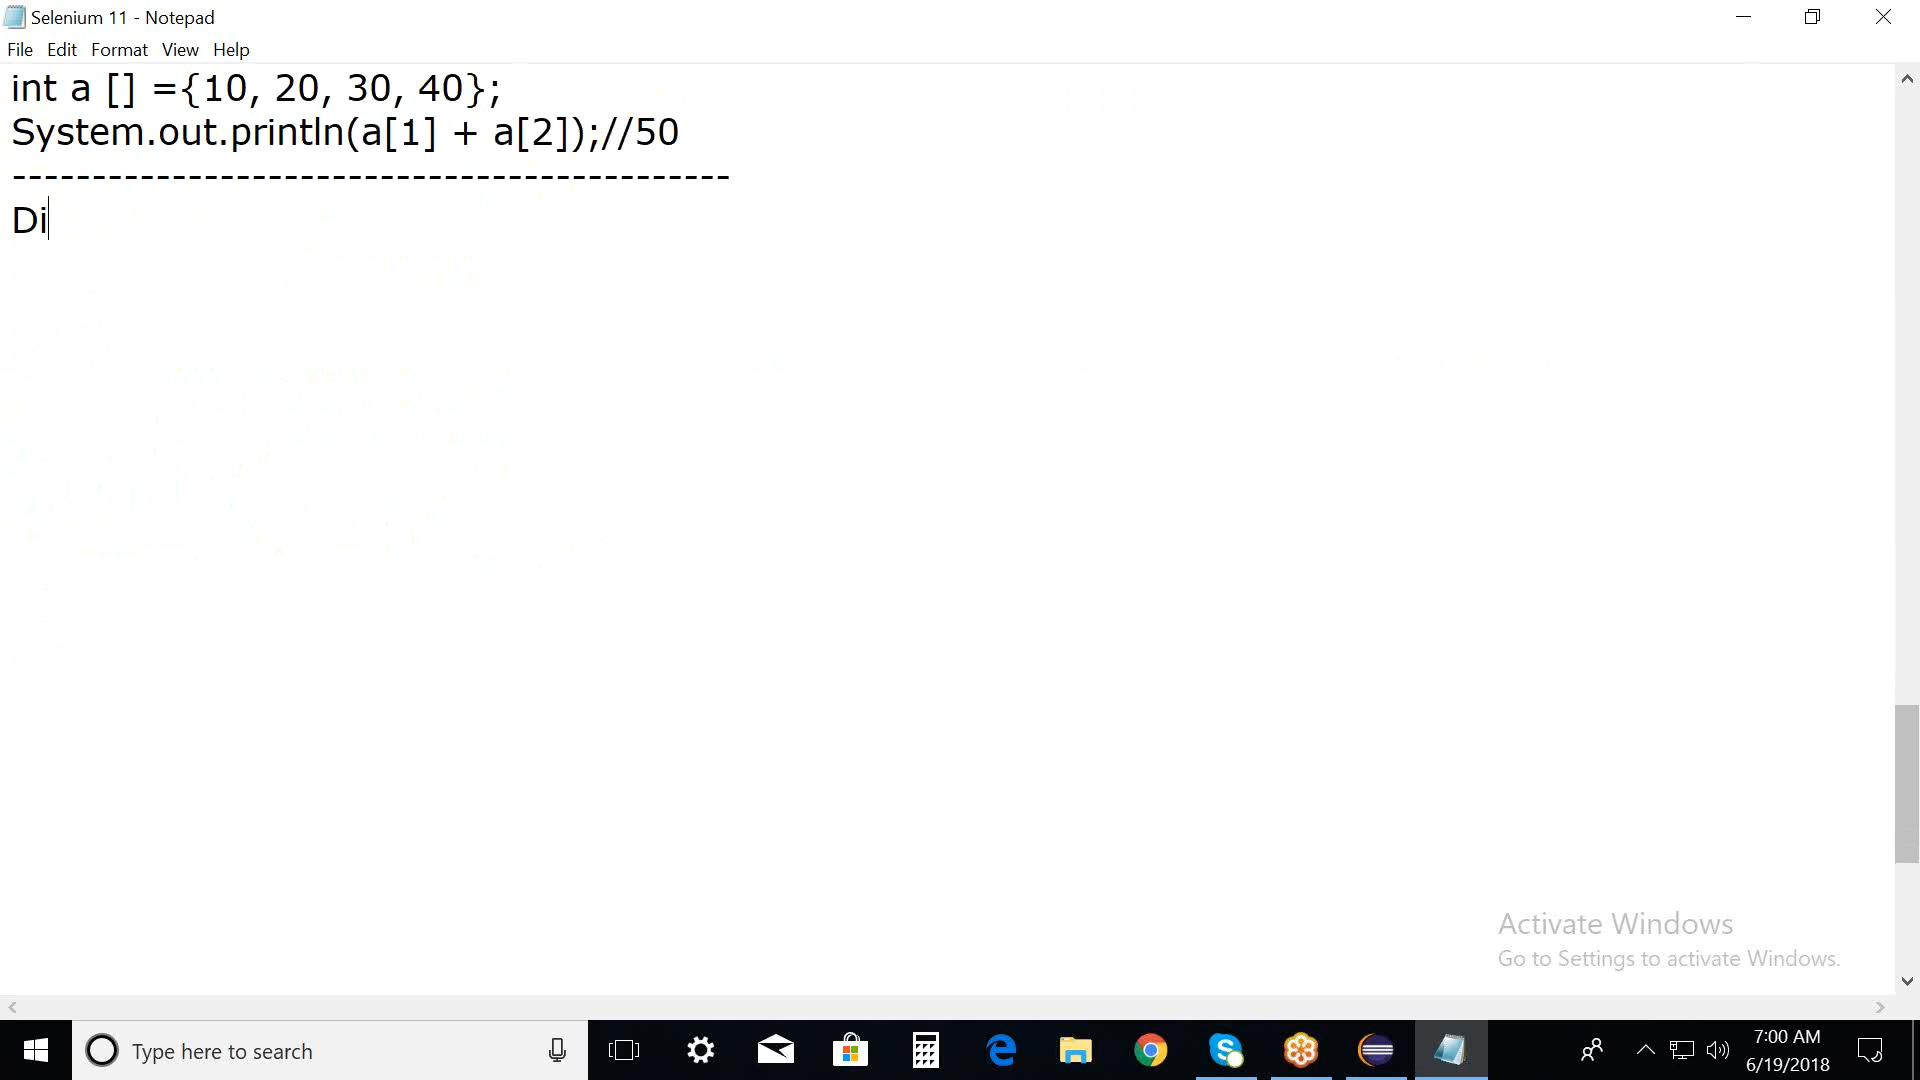 Selenium 11 - Notepad
File Edit Format View Help
int a [] ={10, 20, 30, 40};
System.out.println(a[1] + a[2]);//50
---------------------------------------------
Di
Activate Windows
Go to Settings to activate Windows.
Type here to search
7:00 AM
6/19/2018